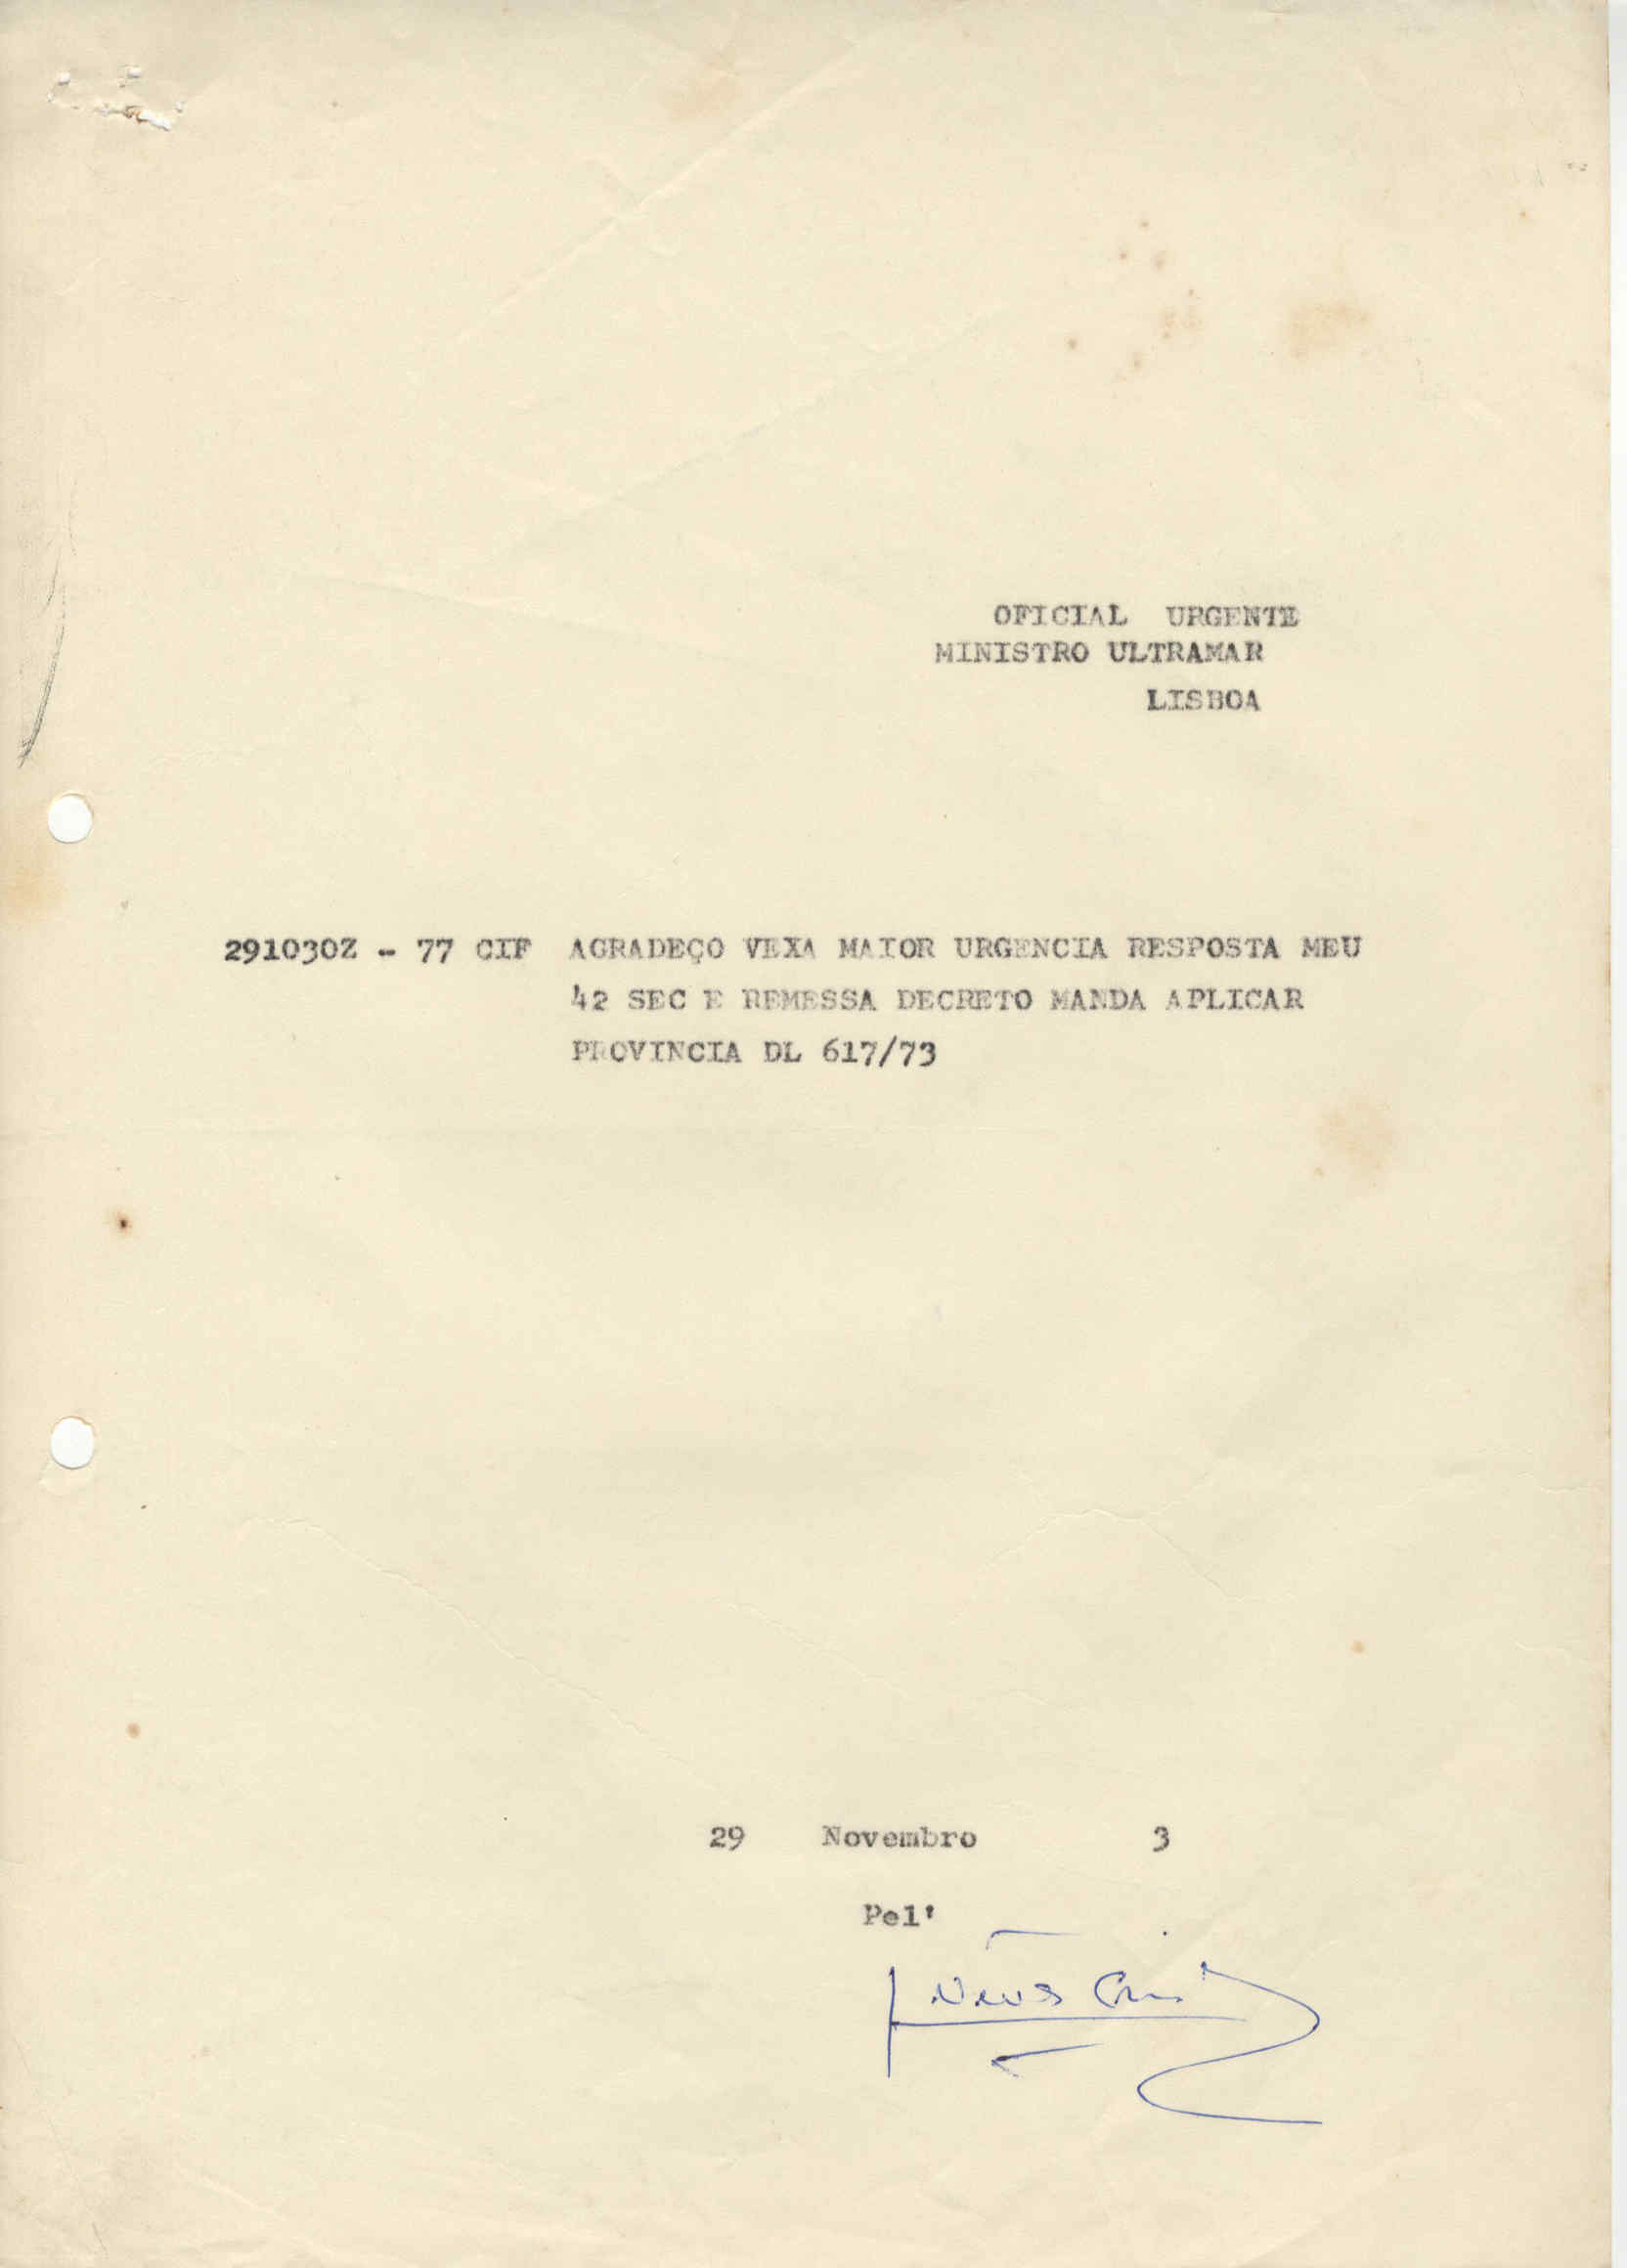 OFICIAL URGENTE
MINISTRO ULTRAMAR
LISBOA
291030Z - 77 CIF AGRADEÇO VEXA MAIOR URGENCIA RESPOSTA MEU
42 SEC E REMESSA DECRETO MANDA APLICAR
PROVINCIA DL 617/73
29 Novembro 3
Pel'